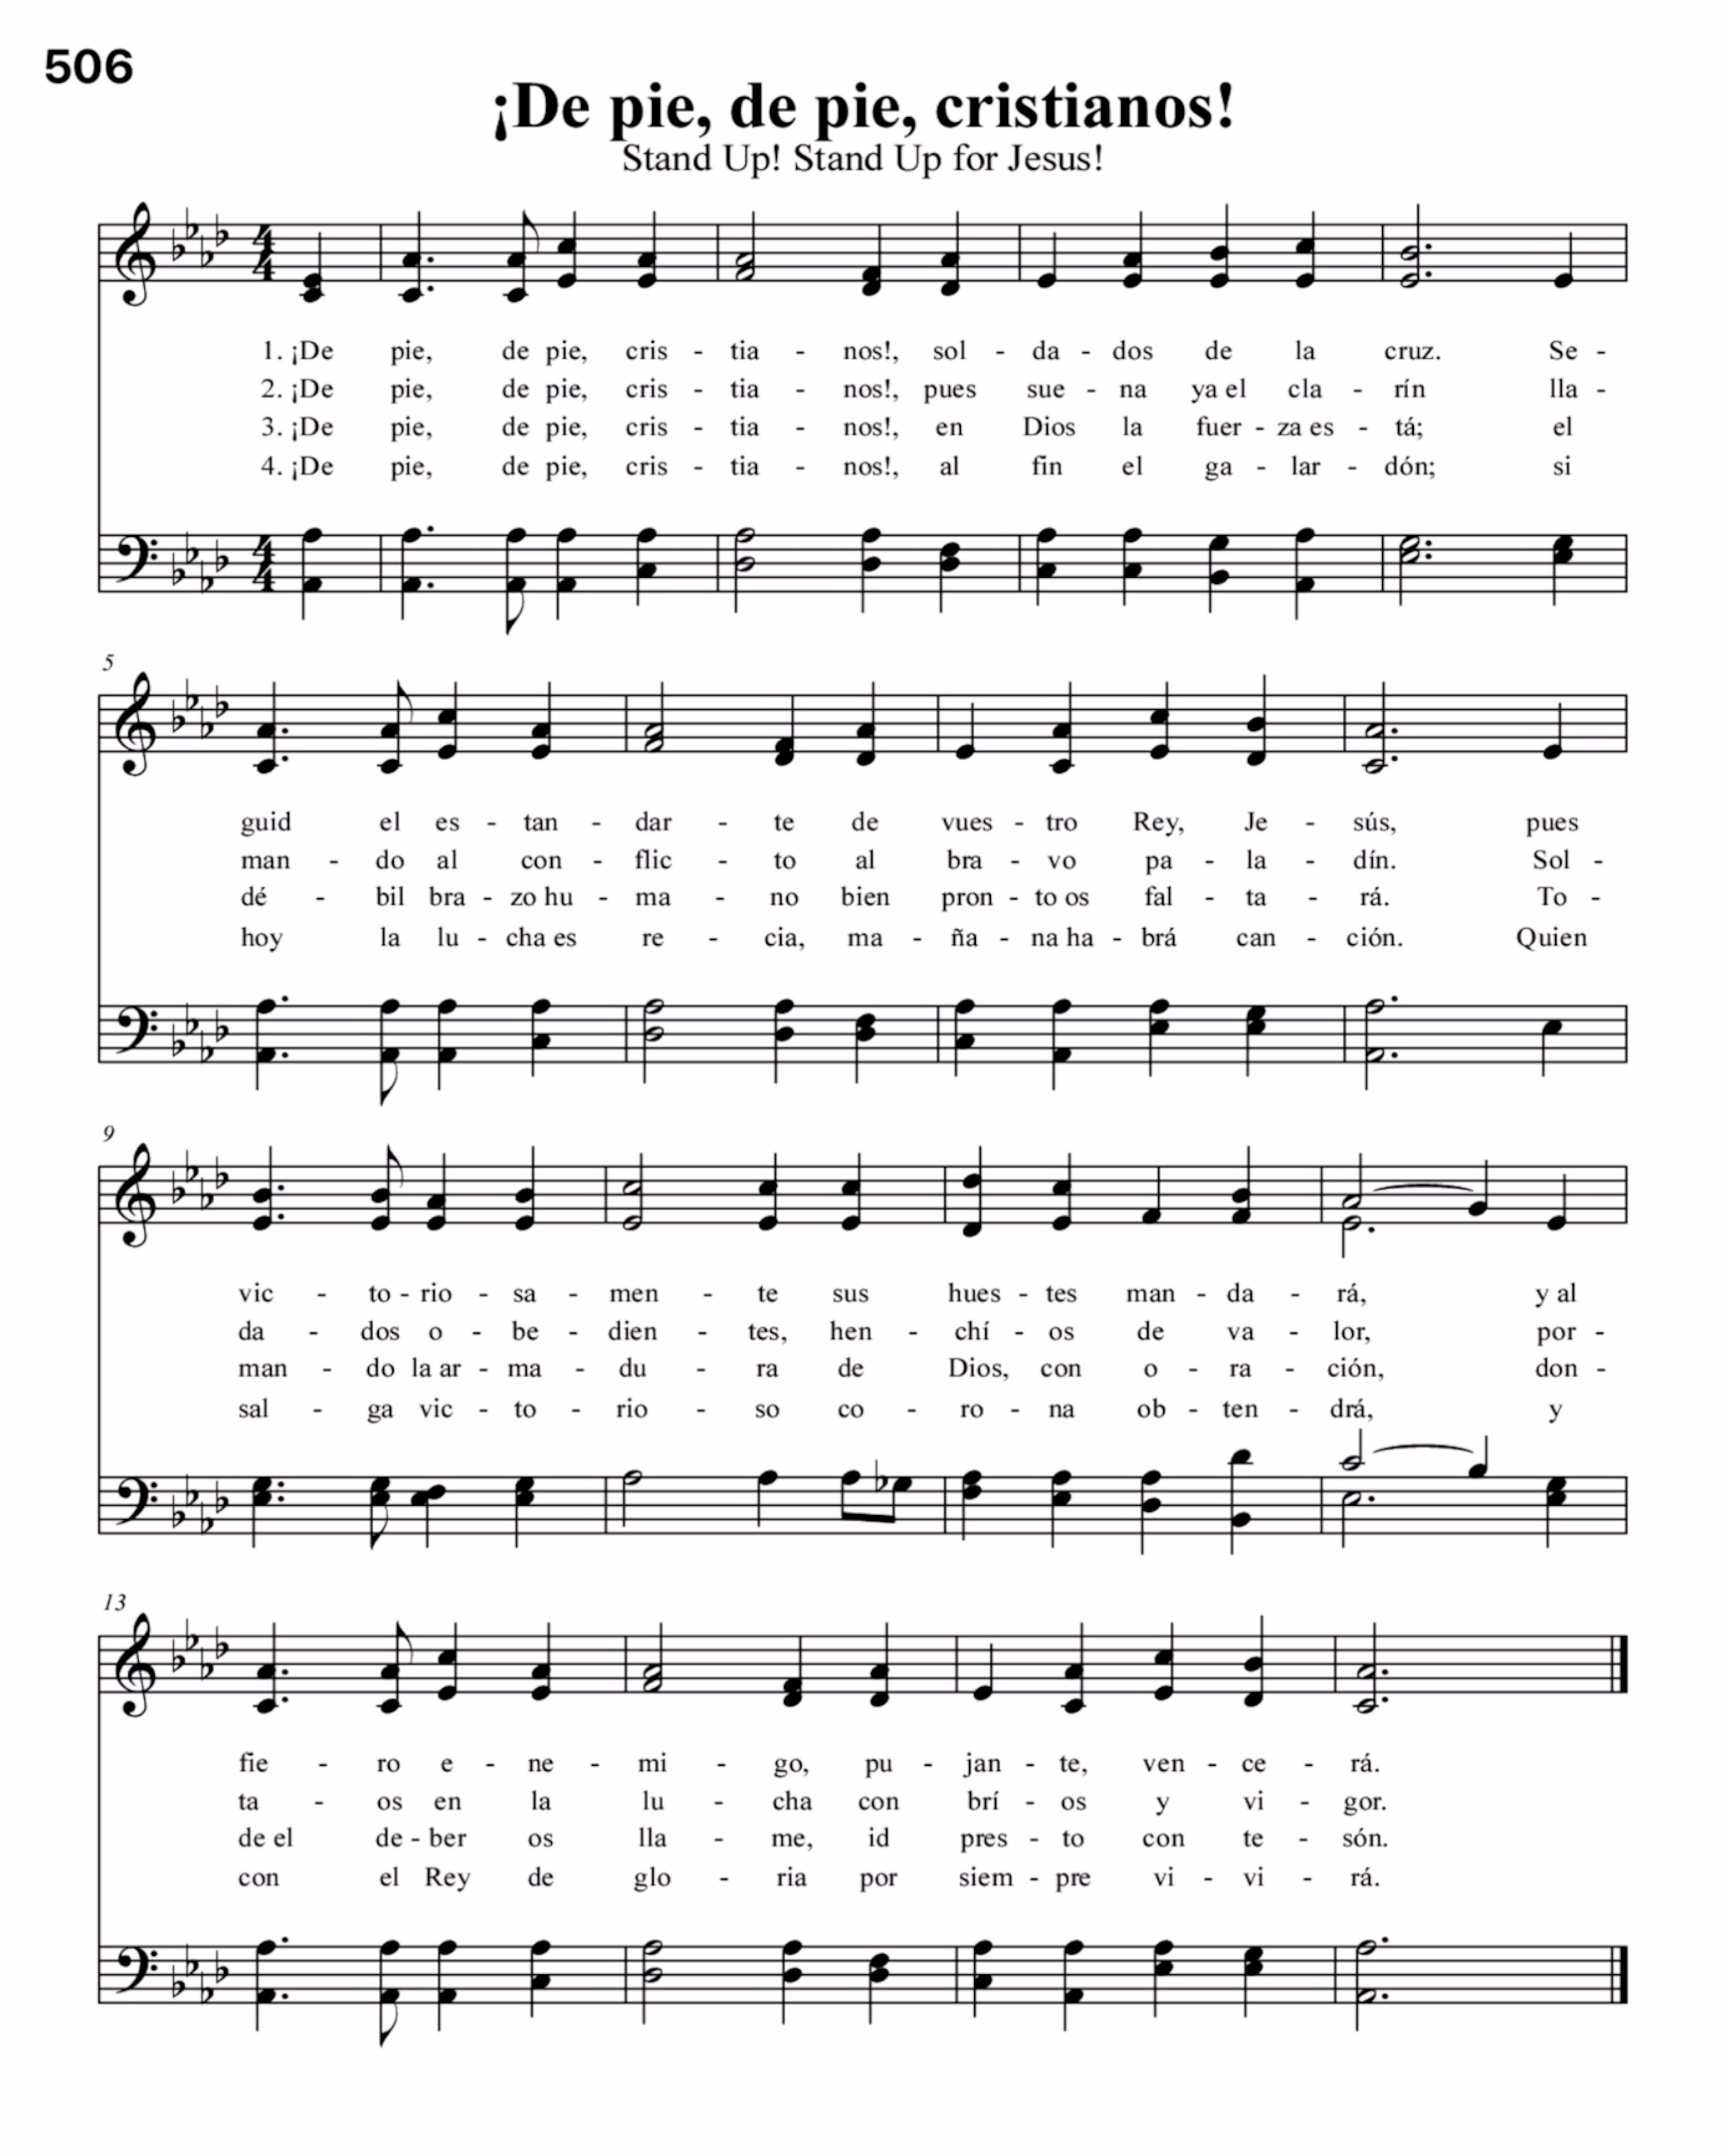 506
¡De pie, de pie, cristianos!
Stand Up! Stand Up for Jesus!
1. ¡De pie, de pie, cris - tia - nos!, sol - da - dos de la cruz. Se -
2. ¡De pie, de pie, cris - tia - nos!, pues sue - na ya el cla - rín lla -
3. ¡De pie, de pie, cris - tia - nos!, en Dios la fuer - za es - tá; el
4. ¡De pie, de pie, cris - tia - nos!, al fin el ga - lar - dón; si
5
guid el es - tan - dar - te de vues - tro Rey, Je - sús, pues
man - do al con - flic - to al bra - vo pa - la - dín. Sol -
dé - bil bra - zo hu - ma - no bien pron - to os fal - ta - rá. To -
hoy la lu - cha es re - cia, ma - ña - na ha - brá can - ción. Quien
9
vic - to - rio - sa - men - te sus hues - tes man - da - rá, y al
da - dos o - be - dien - tes, hen - chí - os de va - lor, por -
man - do la ar - ma - du - ra de Dios, con o - ra - ción, don -
sal - ga vic - to - rio - so co - ro - na ob - ten - drá, y
13
fie - ro e - ne - mi - go, pu - jan - te, ven - ce - rá.
ta - os en la lu - cha con brí - os y vi - gor.
de el de - ber os lla - me, id pres - to con te - són.
con el Rey de glo - ria por siem - pre vi - vi - rá.